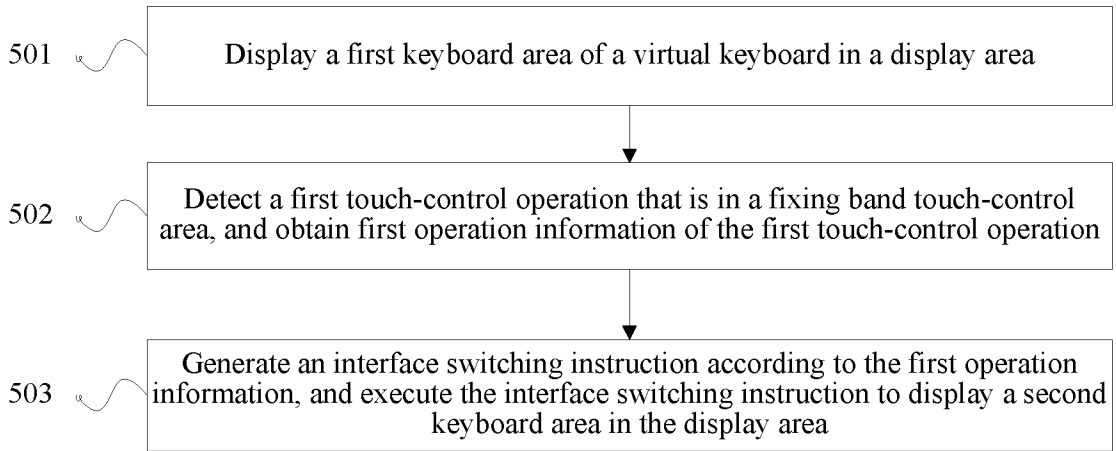 501
Display a first keyboard area of a virtual keyboard in a display area
502
Detect a first touch-control operation that is in a fixing band touch-control
area, and obtain first operation information of the first touch-control operation
503
Generate an interface switching instruction according to the first operation
information, and execute the interface switching instruction to display a second
keyboard area in the display area